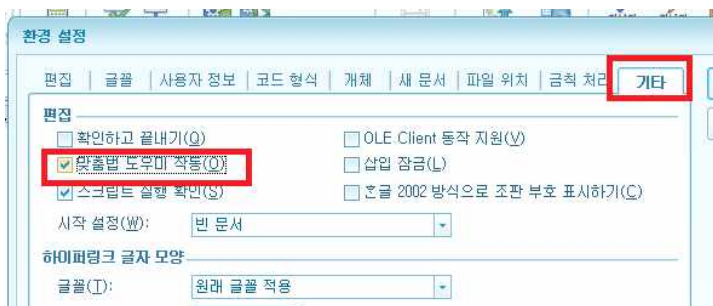 환경 설정
편집 글꼴 사용자 정보 코드 형식 개체 새 문서 파일 위치 금칙 처리 기타
편집
확인하고 끝내기(Q) OLE Client 동작 지원(V)
맞춤법 도우미 작동(O) 삽입 잠금(L)
스크립트 실행 확인(S) 흔글 2002 방식으로 조판 부호 표시하기(C)
시작 설정(W): 빈 문서
하이퍼링크 글자 모양
글꼴(T): 원래 글꼴 적용